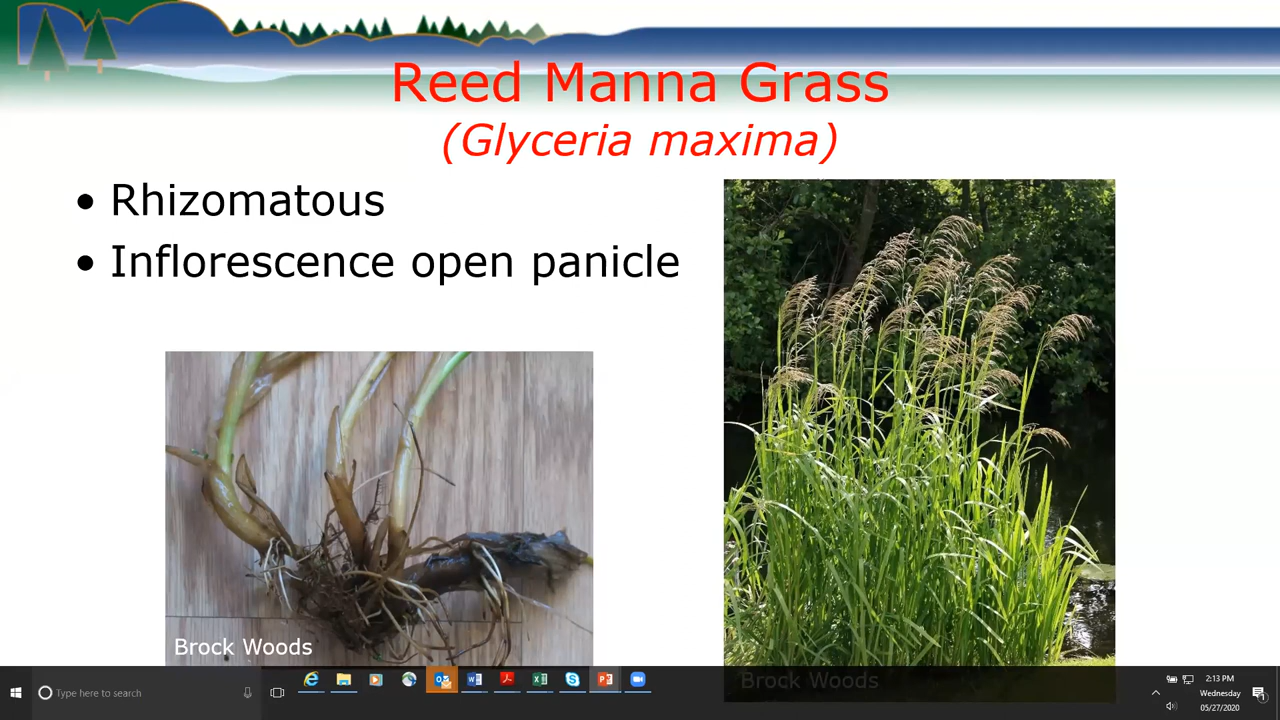 Reed Manna Grass
(Glyceria maxima)
• Rhizomatous
• Inflorescence open panicle
Brock Woods
Brock Woods
Type here to search
2:13 PM
Wednesday
05/27/2020